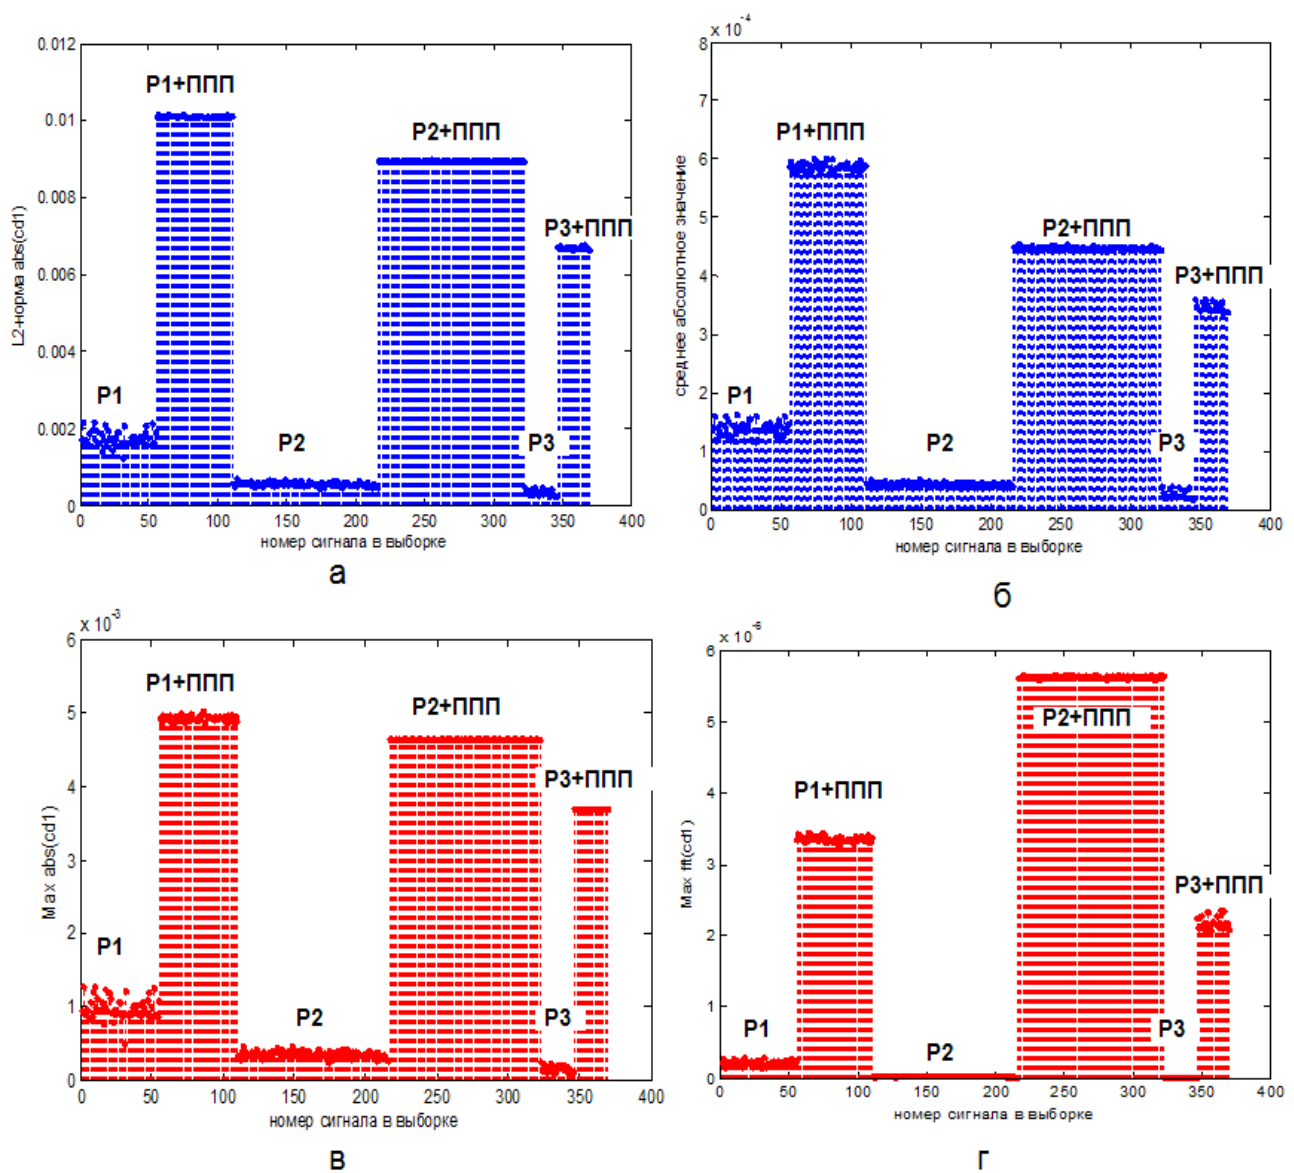 x 10⁻⁴
0.012
0.01
0.008
0.006
0.004
0.002
0
L2-норма abs(cd1)
P1+ППП
P2+ППП
P3+ППП
P1
P2
P3
0 50 100 150 200 250 300 350 400
номер сигнала в выборке
а
8
7
6
5
4
3
2
1
0
среднее абсолютное значение
P1+ППП
P2+ППП
P3+ППП
P1
P2
P3
0 50 100 150 200 250 300 350 400
номер сигнала в выборке
б
x 10⁻³
6
5
4
3
2
1
0
Max abs(cd1)
P1+ППП
P2+ППП
P3+ППП
P1
P2
P3
0 50 100 150 200 250 300 350 400
номер сигнала в выборке
в
x 10⁻⁶
6
5
4
3
2
1
0
Max fft(cd1)
P1+ППП
P2+ППП
P3+ППП
P1
P2
P3
0 50 100 150 200 250 300 350 400
номер сигнала в выборке
г